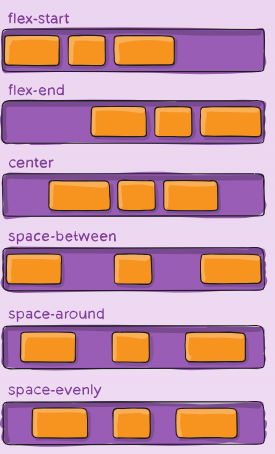 flex-start
flex-end
center
space-between
space-around
space-evenly